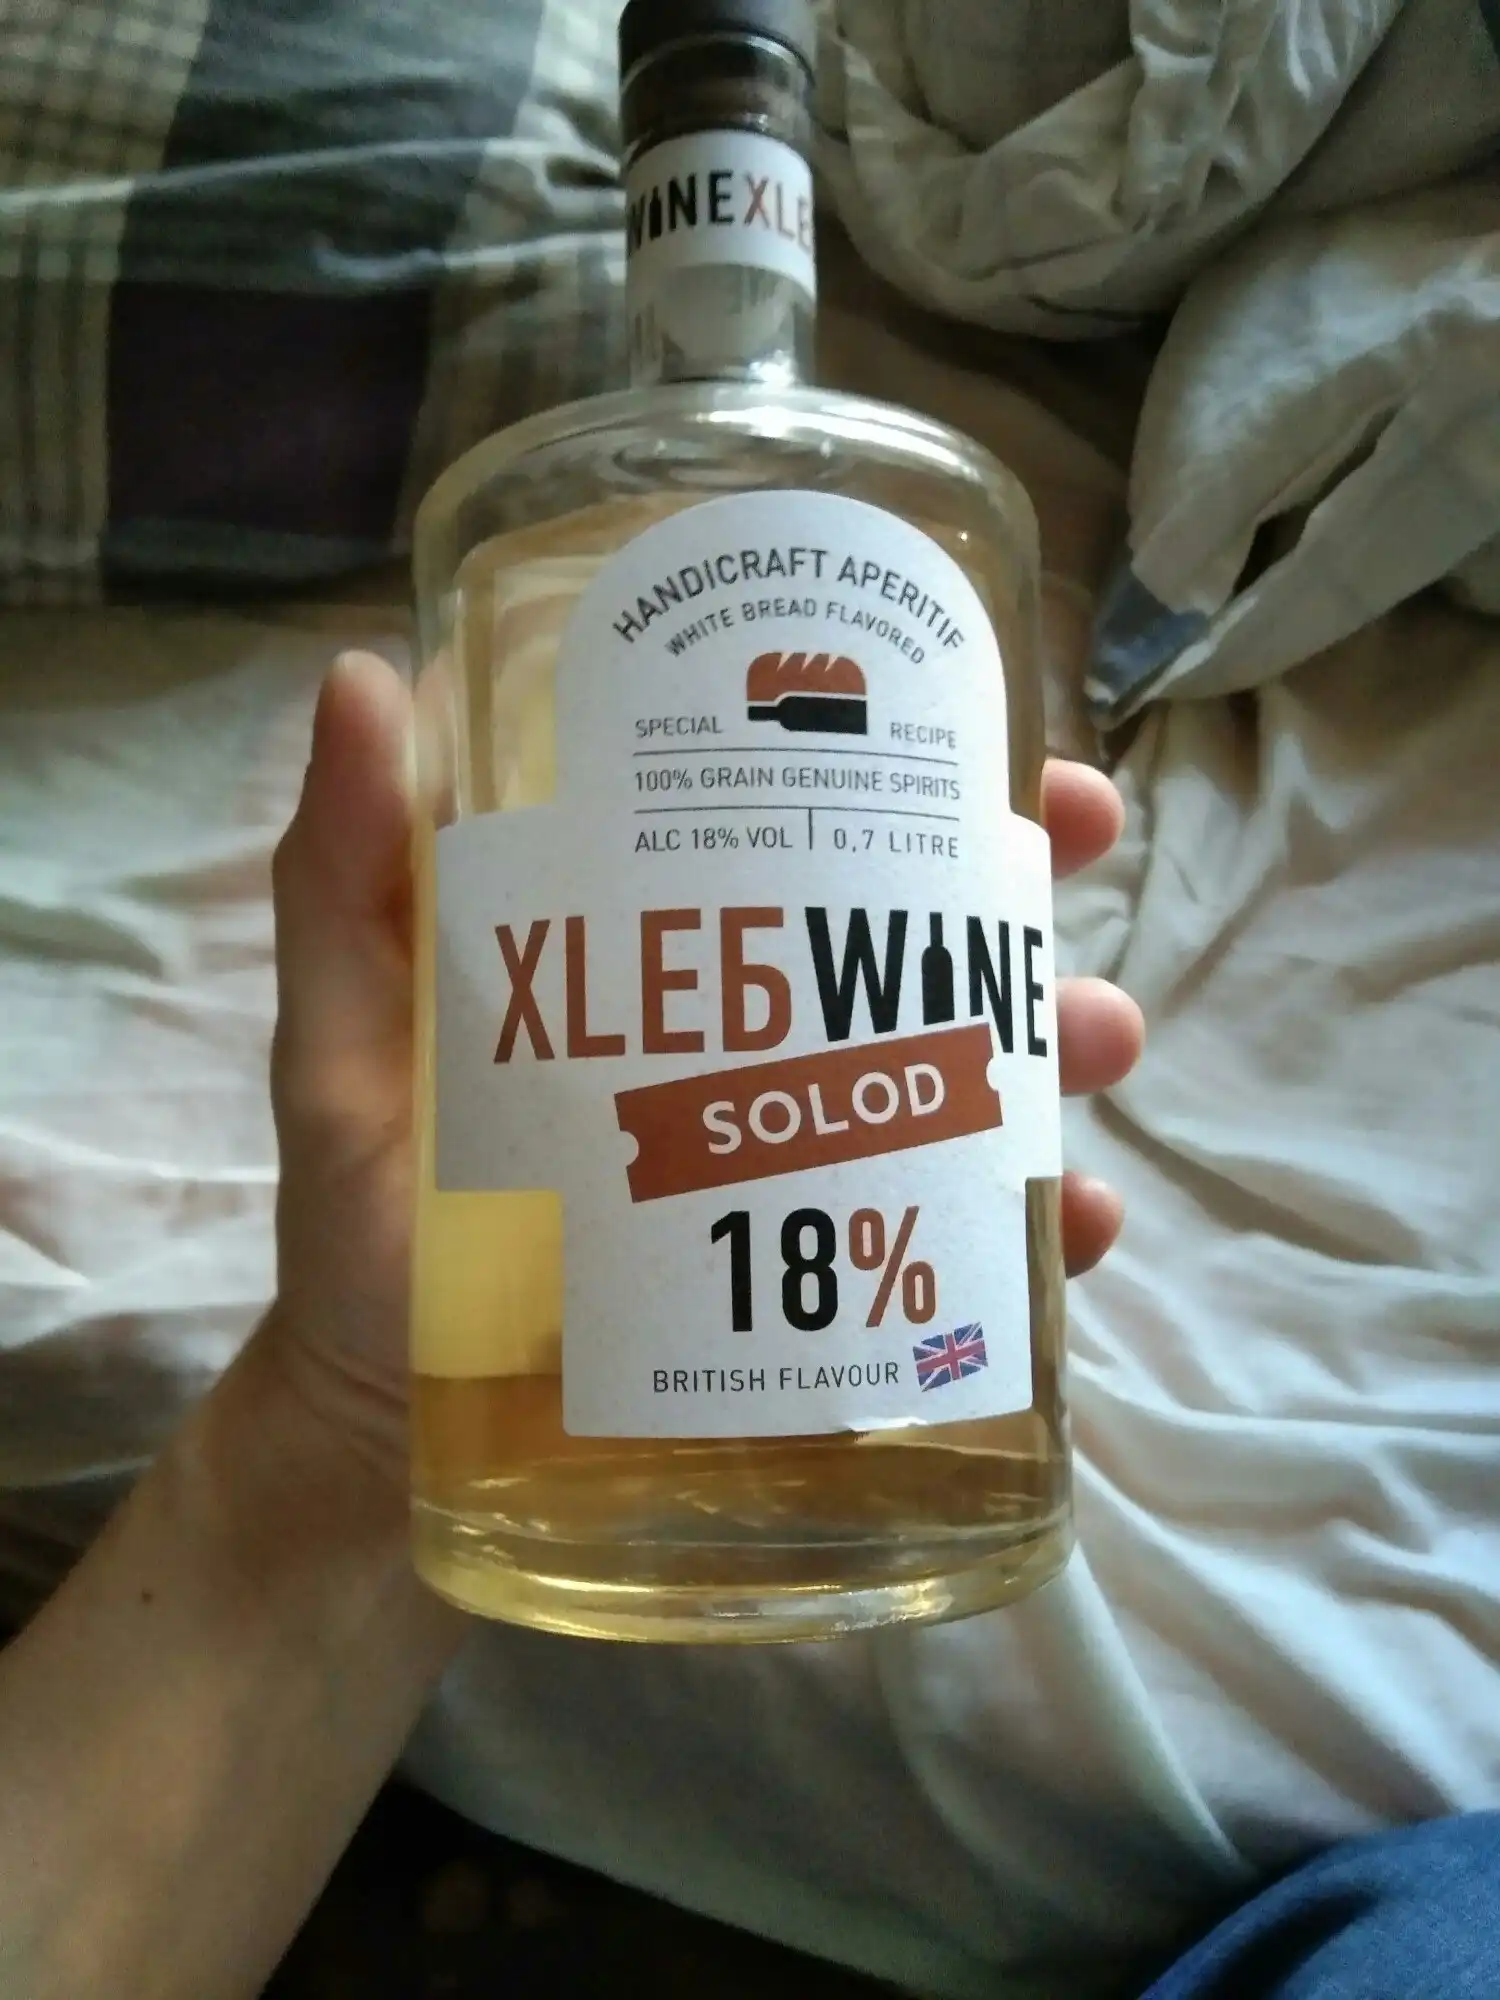 WINEXLE
HANDICRAFT APERITIF
WHITE BREAD FLAVORED
SPECIAL RECIPE
100% GRAIN GENUINE SPIRITS
ALC 18% VOL | 0,7 LITRE
XLEБWINE
SOLOD
18%
BRITISH FLAVOUR